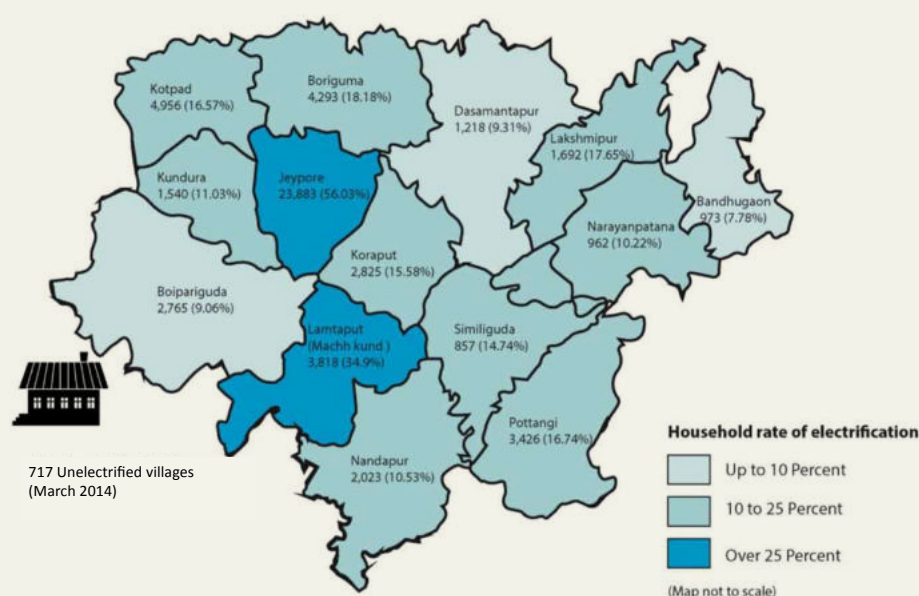 Kotpad
4,956 (16.57%)
Boriguma
4,293 (18.18%)
Dasamantapur
1,218 (9.31%)
Lakshmipur
1,692 (17.65%)
Kundura
1,540 (11.03%)
Jeypore
23,883 (56.03%)
Bandhugaon
973 (7.78%)
Narayanpatana
962 (10.22%)
Koraput
2,825 (15.58%)
Boipariguda
2,765 (9.06%)
Lamtaput
(Machh kund )
3,818 (34.9%)
Similiguda
857 (14.74%)
Pottangi
3,426 (16.74%)
Nandapur
2,023 (10.53%)
717 Unelectrified villages
(March 2014)
Household rate of electrification
Up to 10 Percent
10 to 25 Percent
Over 25 Percent
(Map not to scale)